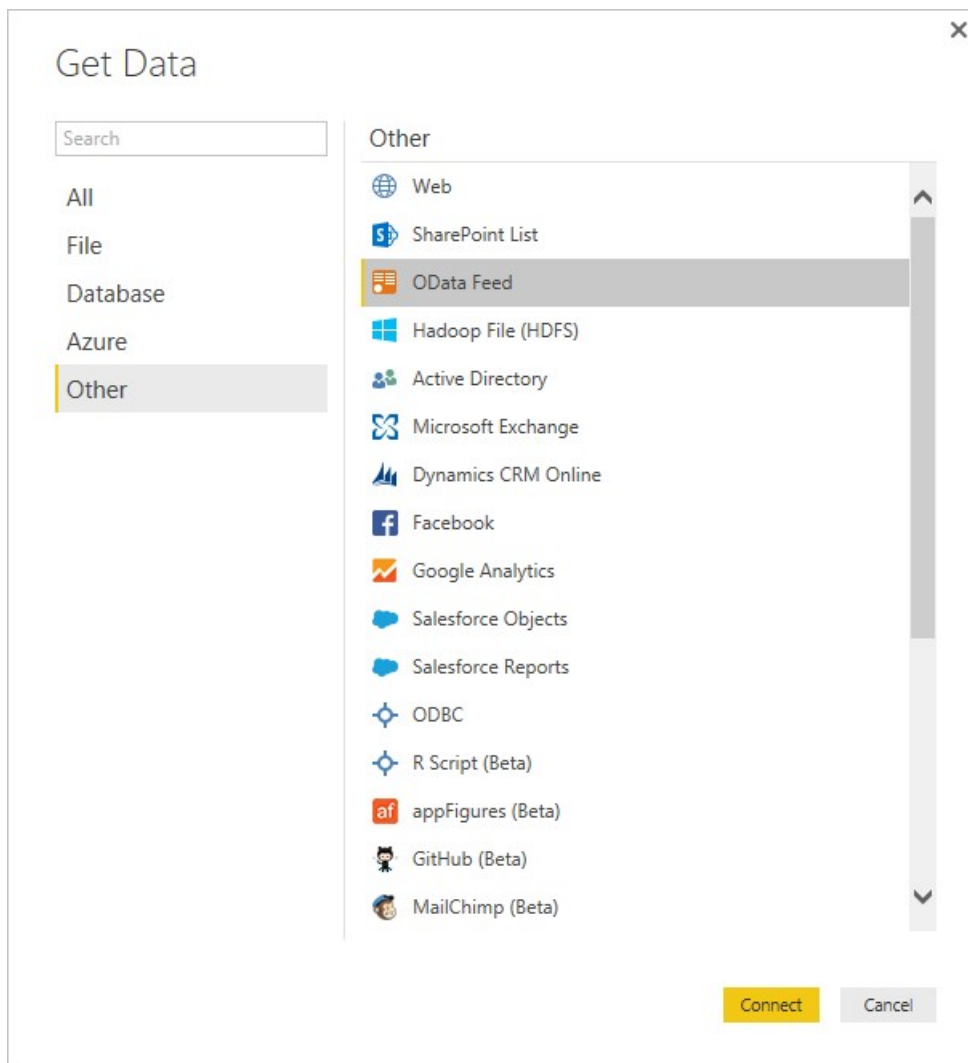 Get Data
Search
All
File
Database
Azure
Other
Other
Web
SharePoint List
OData Feed
Hadoop File (HDFS)
Active Directory
Microsoft Exchange
Dynamics CRM Online
Facebook
Google Analytics
Salesforce Objects
Salesforce Reports
ODBC
R Script (Beta)
af appFigures (Beta)
GitHub (Beta)
MailChimp (Beta)
Connect Cancel